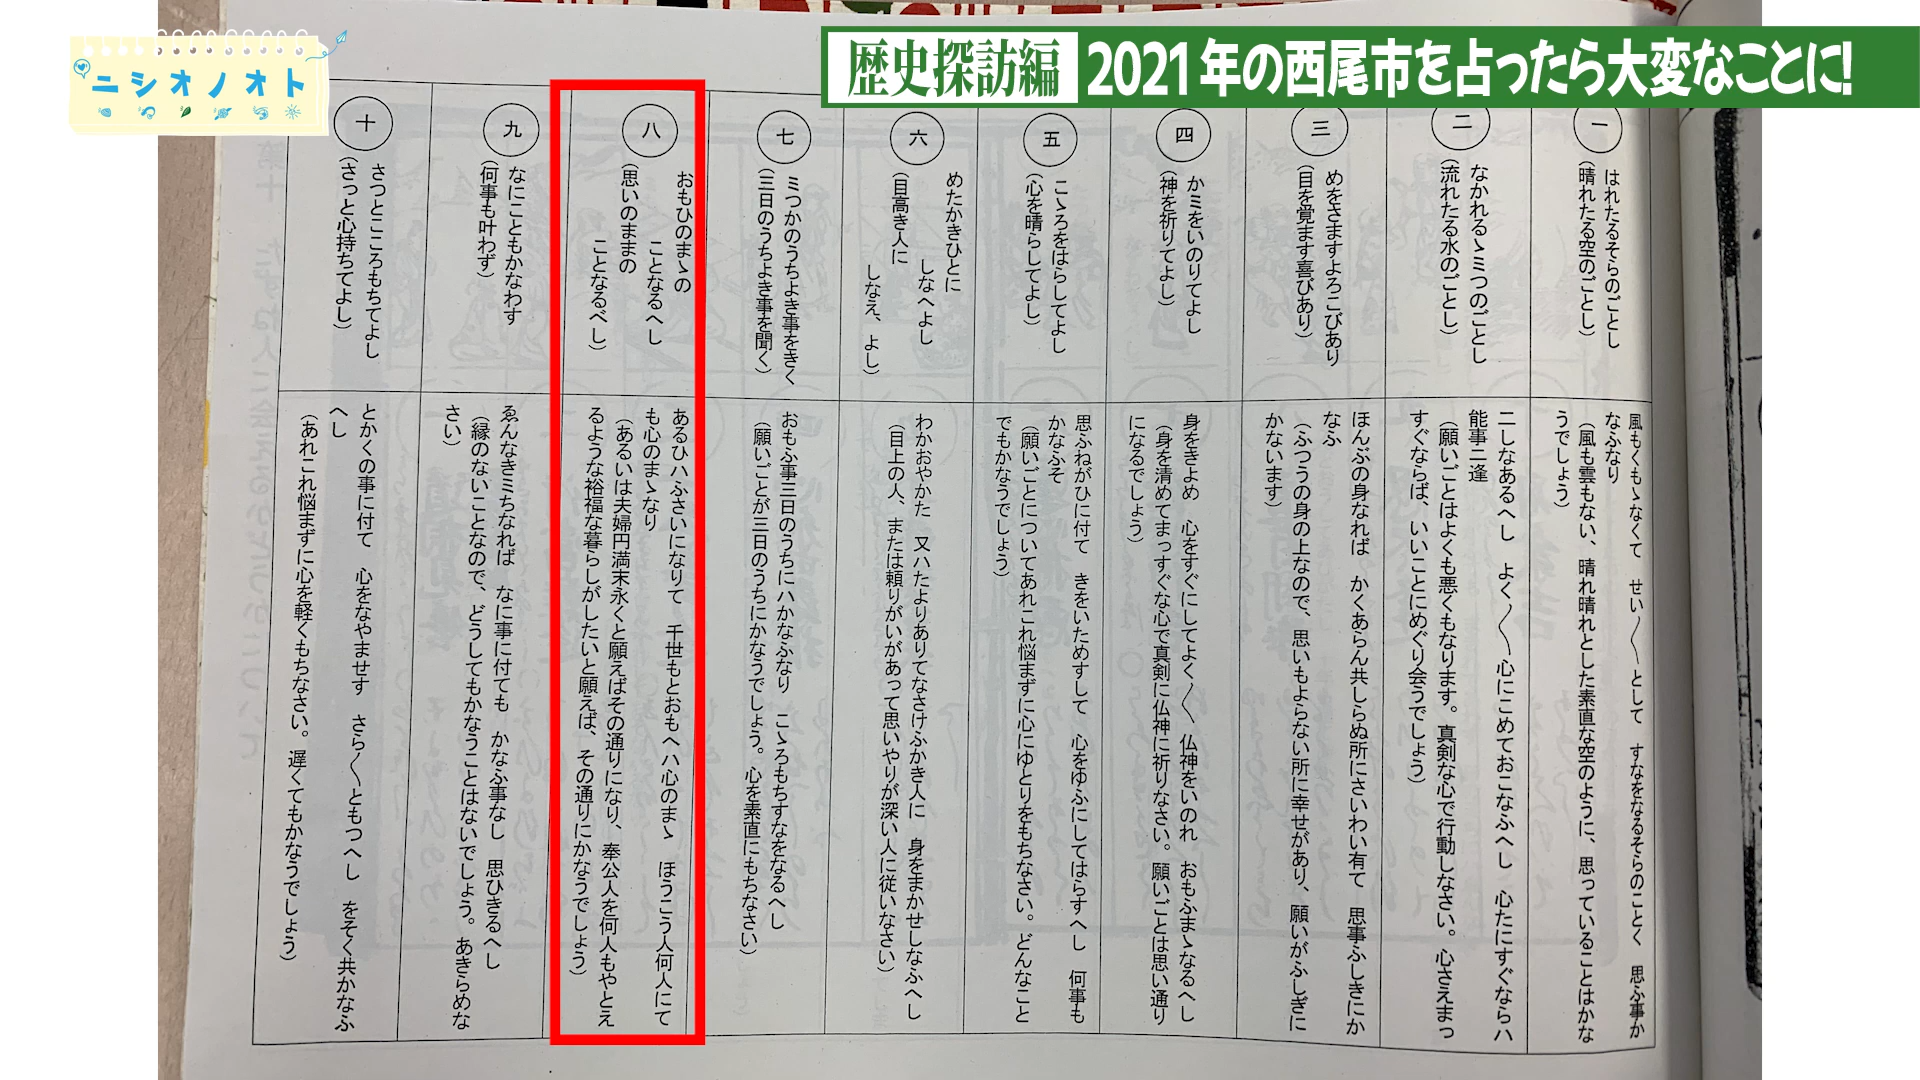 ニシオノオト
歴史探訪編 2021年の西尾市を占ったら大変なことに!
一
はれたるそらのごとし
(晴れたる空のごとし)
風もくもゝなくて せい〱として すなをなるそらのことく 思ふ事か
なふなり
(風も雲もない、晴れ晴れとした素直な空のように、思っていることはかな
うでしょう)
二
なかれるゝミつのごとし
(流れたる水のごとし)
二しなあるへし よく〱心にこめておこなふへし 心たにすぐならハ
能事ニ逢
(願いごとはよくも悪くもなります。真剣な心で行動しなさい。心さえまっ
すぐならば、いいことにめぐり会うでしょう)
三
めをさますよろこびあり
(目を覚ます喜びあり)
ほんぶの身なれば かくあらん共しらぬ所にさいわい有て 思事ふしきにか
なふ
(ふつうの身の上なので、思いもよらない所に幸せがあり、願いがふしぎに
かないます)
四
かミをいのりてよし
(神を祈りてよし)
身をきよめ 心をすぐにしてよく〱 仏神をいのれ おもふまゝなるへし
(身を清めてまっすぐな心で真剣に仏神に祈りなさい。願いごとは思い通り
になるでしょう)
五
こゝろをはらしてよし
(心を晴らしてよし)
思ふねがひに付て きをいためすして 心をゆふにしてはらすへし 何事も
かなふそ
(願いごとについてあれこれ悩まずに心にゆとりをもちなさい。どんなこと
でもかなうでしょう)
六
めたかきひとに
しなへよし
(目高き人に
しなえ、よし)
わかおやかた 又ハたよりありてなさけふかき人に 身をまかせしなふへし
(目上の人、または頼りがいがあって思いやりが深い人に従いなさい)
七
ミつかのうちよき事をきく
(三日のうちよき事を聞く)
おもふ事三日のうちにハかなふなり こゝろもちすなをなるへし
(願いごとが三日のうちにかなうでしょう。心を素直にもちなさい)
八
おもひのまゝの
ことなるへし
(思いのままの
ことなるべし)
あるひハふさいになりて 千世もとおもへハ心のまゝ ほうこう人何人にて
も心のまゝなり
(あるいは夫婦円満末永くと願えばその通りになり、奉公人を何人もやとえ
るような裕福な暮らしがしたいと願えば、その通りにかなうでしょう)
九
なにこともかなわす
(何事も叶わず)
ゑんなきミちなれば なに事に付ても かなふ事なし 思ひきるへし
(縁のないことなので、どうしてもかなうことはないでしょう。あきらめな
さい)
十
さつとこころもちてよし
(さっと心持ちてよし)
とかくの事に付て 心をなやませす さら〱ともつへし をそく共かなふ
へし
(あれこれ悩まずに心を軽くもちなさい。遅くてもかなうでしょう)